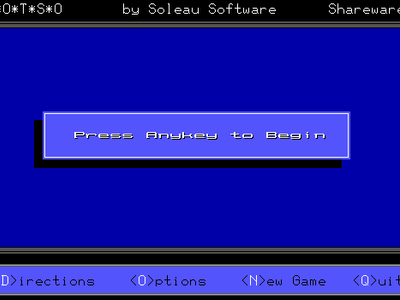 *O*T*S*O by Soleau Software Shareware
Press Anykey to Begin
D>irections <O>ptions <N>ew Game <Q>uit